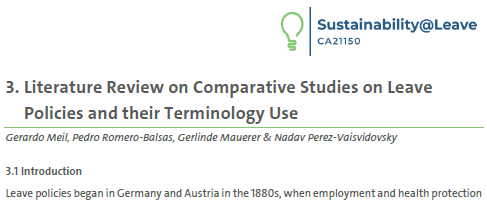 Sustainability@Leave
CA21150
3. Literature Review on Comparative Studies on Leave
Policies and their Terminology Use
Gerardo Meil, Pedro Romero-Balsas, Gerlinde Mauerer & Nadav Perez-Vaisvidovsky
3.1 Introduction
Leave policies began in Germany and Austria in the 1880s, when employment and health protection